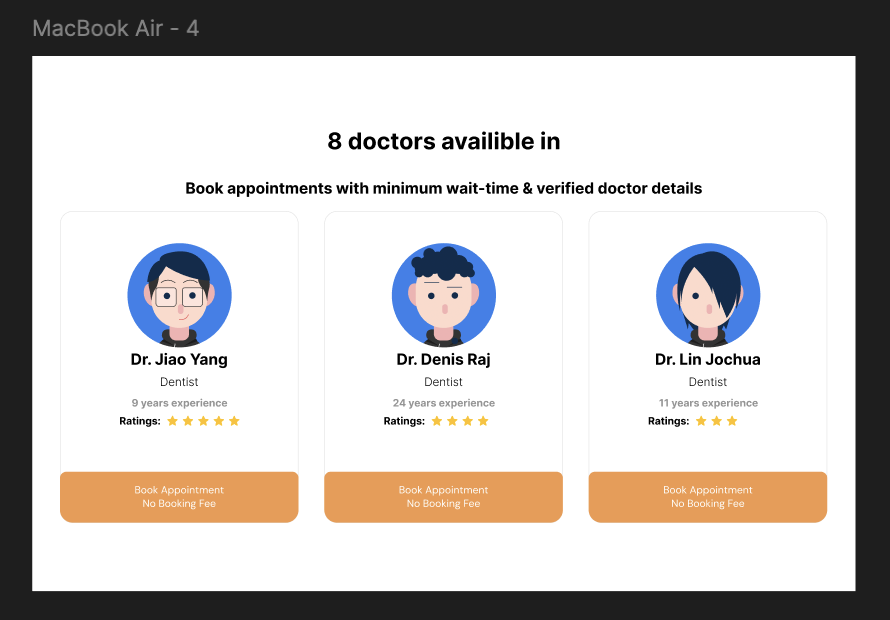 MacBook Air - 4
8 doctors availible in
Book appointments with minimum wait-time & verified doctor details
Dr. Jiao Yang
Dentist
9 years experience
Ratings:
Book Appointment
No Booking Fee
Dr. Denis Raj
Dentist
24 years experience
Ratings:
Book Appointment
No Booking Fee
Dr. Lin Jochua
Dentist
11 years experience
Ratings:
Book Appointment
No Booking Fee